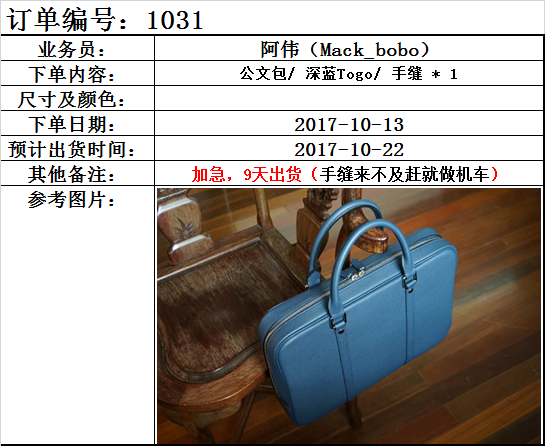 订单编号：1031
业务员： 阿伟（Mack_bobo）
下单内容： 公文包/ 深蓝Togo/ 手缝 * 1
尺寸及颜色：
下单日期： 2017-10-13
预计出货时间： 2017-10-22
其他备注： 加急，9天出货（手缝来不及赶就做机车）
参考图片：